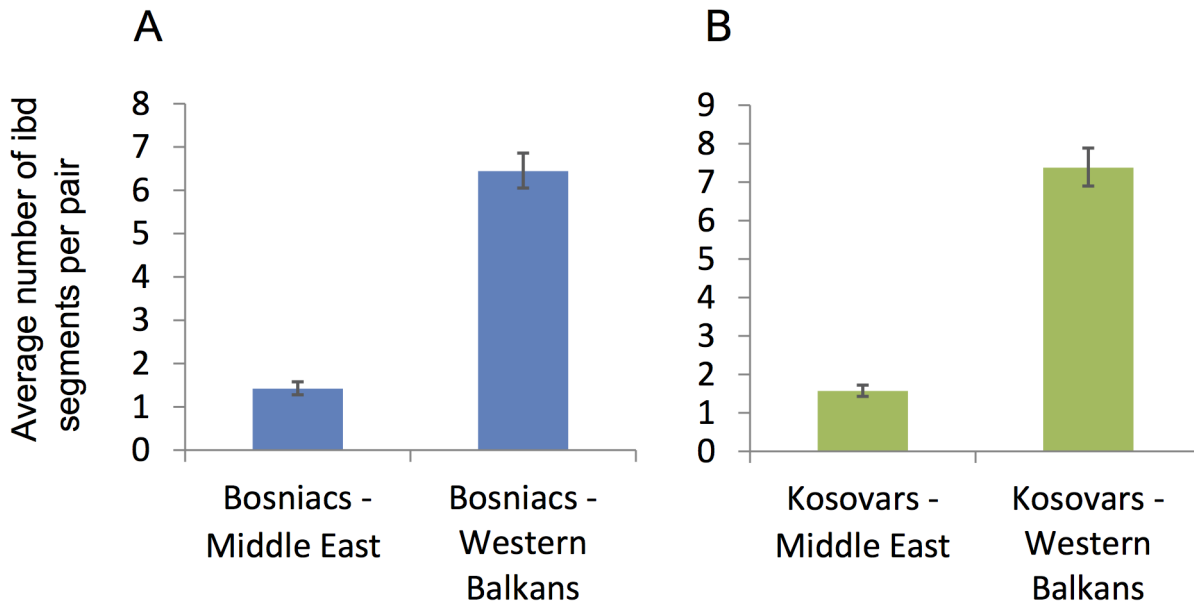 A
Average number of ibd
segments per pair
8
7
6
5
4
3
2
1
0
Bosniacs -
Middle East
Bosniacs -
Western
Balkans
B
9
8
7
6
5
4
3
2
1
0
Kosovars -
Middle East
Kosovars -
Western
Balkans